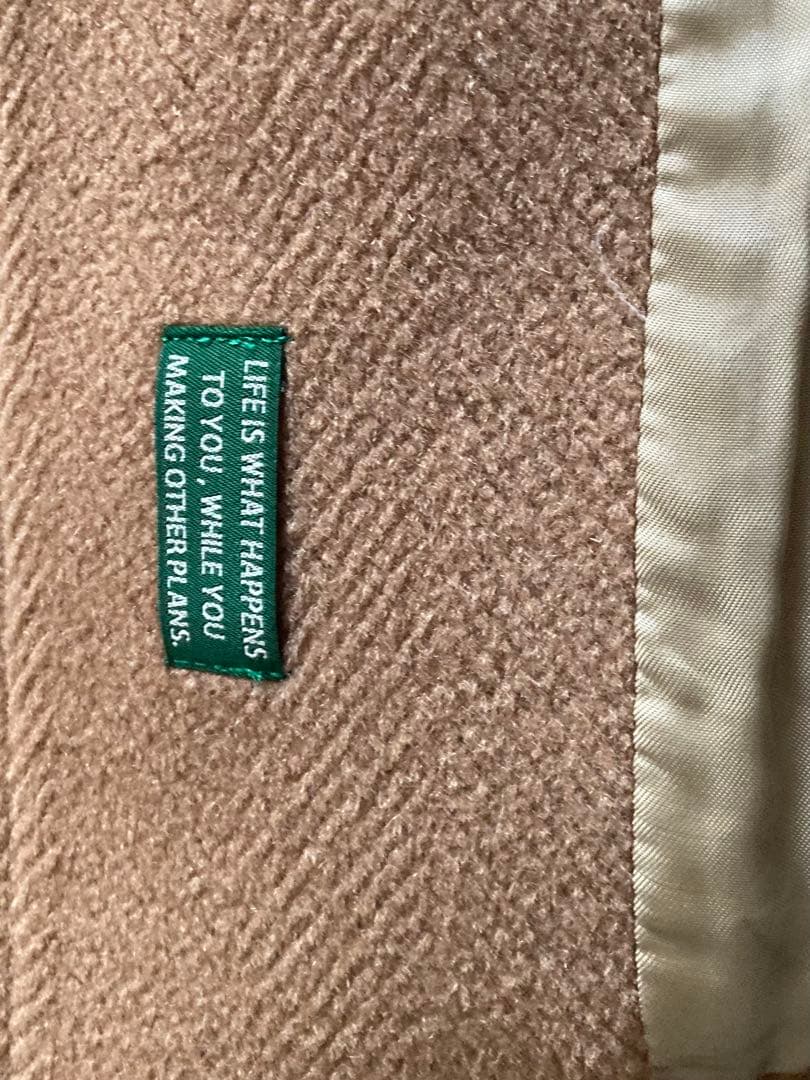 LIFE IS WHAT HAPPENS
TO YOU, WHILE YOU
MAKING OTHER PLANS.